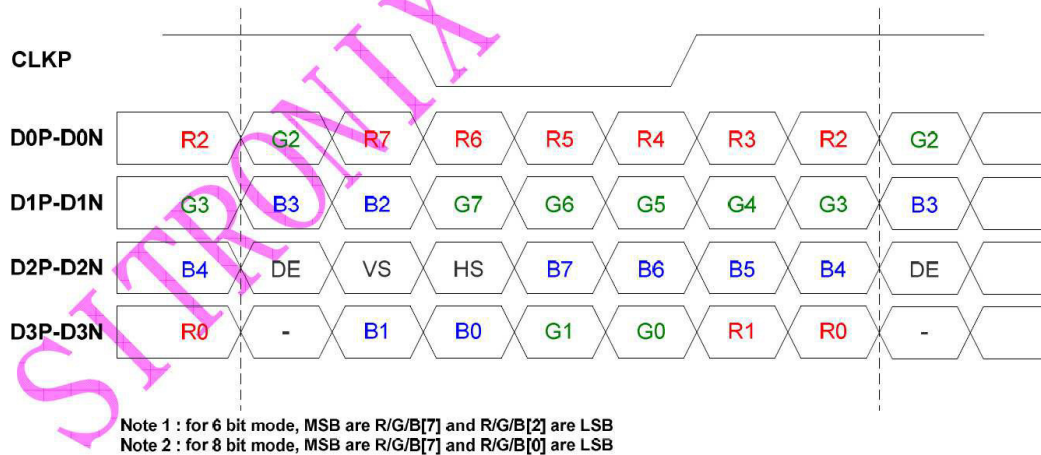 CLKP
D0P-D0N R2 G2 R7 R6 R5 R4 R3 R2 G2
D1P-D1N G3 B3 B2 G7 G6 G5 G4 G3 B3
D2P-D2N B4 DE VS HS B7 B6 B5 B4 DE
D3P-D3N R0 - B1 B0 G1 G0 R1 R0 -
Note 1 : for 6 bit mode, MSB are R/G/B[7] and R/G/B[2] are LSB
Note 2 : for 8 bit mode, MSB are R/G/B[7] and R/G/B[0] are LSB
SITRONIX